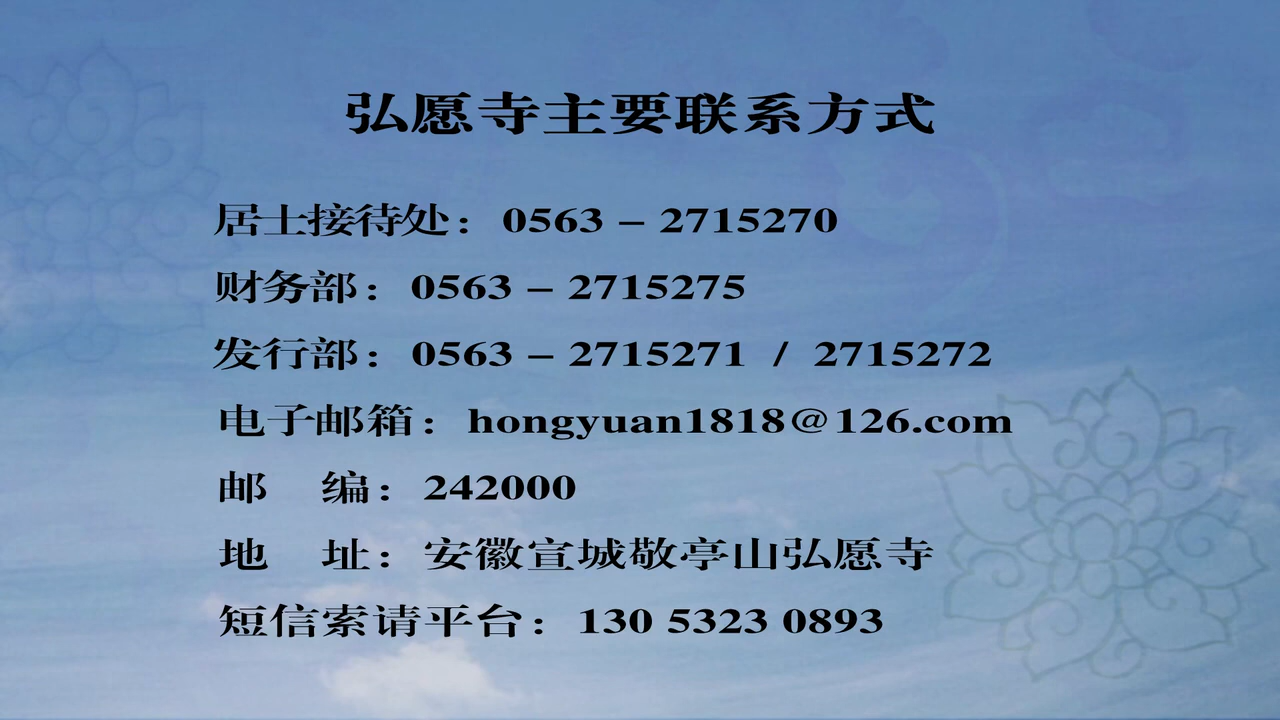 弘愿寺主要联系方式
居士接待处：0563 – 2715270
财务部：0563 – 2715275
发行部：0563 – 2715271 / 2715272
电子邮箱：hongyuan1818@126.com
邮 编：242000
地 址：安徽宣城敬亭山弘愿寺
短信索请平台：130 5323 0893